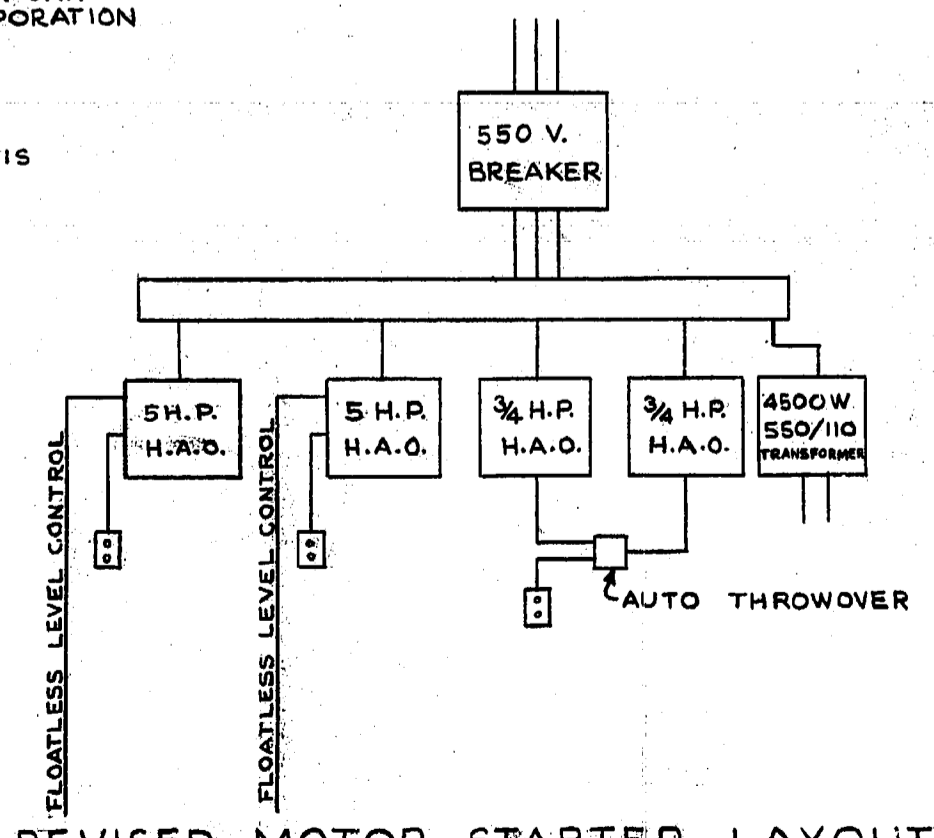 PORATION
550 V.
BREAKER
5 H.P.
H.A.O.
5 H.P.
H.A.O.
3/4 H.P.
H.A.O.
3/4 H.P.
H.A.O.
4500 W
550/110
TRANSFORMER
FLOATLESS LEVEL CONTROL
FLOATLESS LEVEL CONTROL
AUTO THROWOVER
REVISED MOTOR STARTER LAYOUT